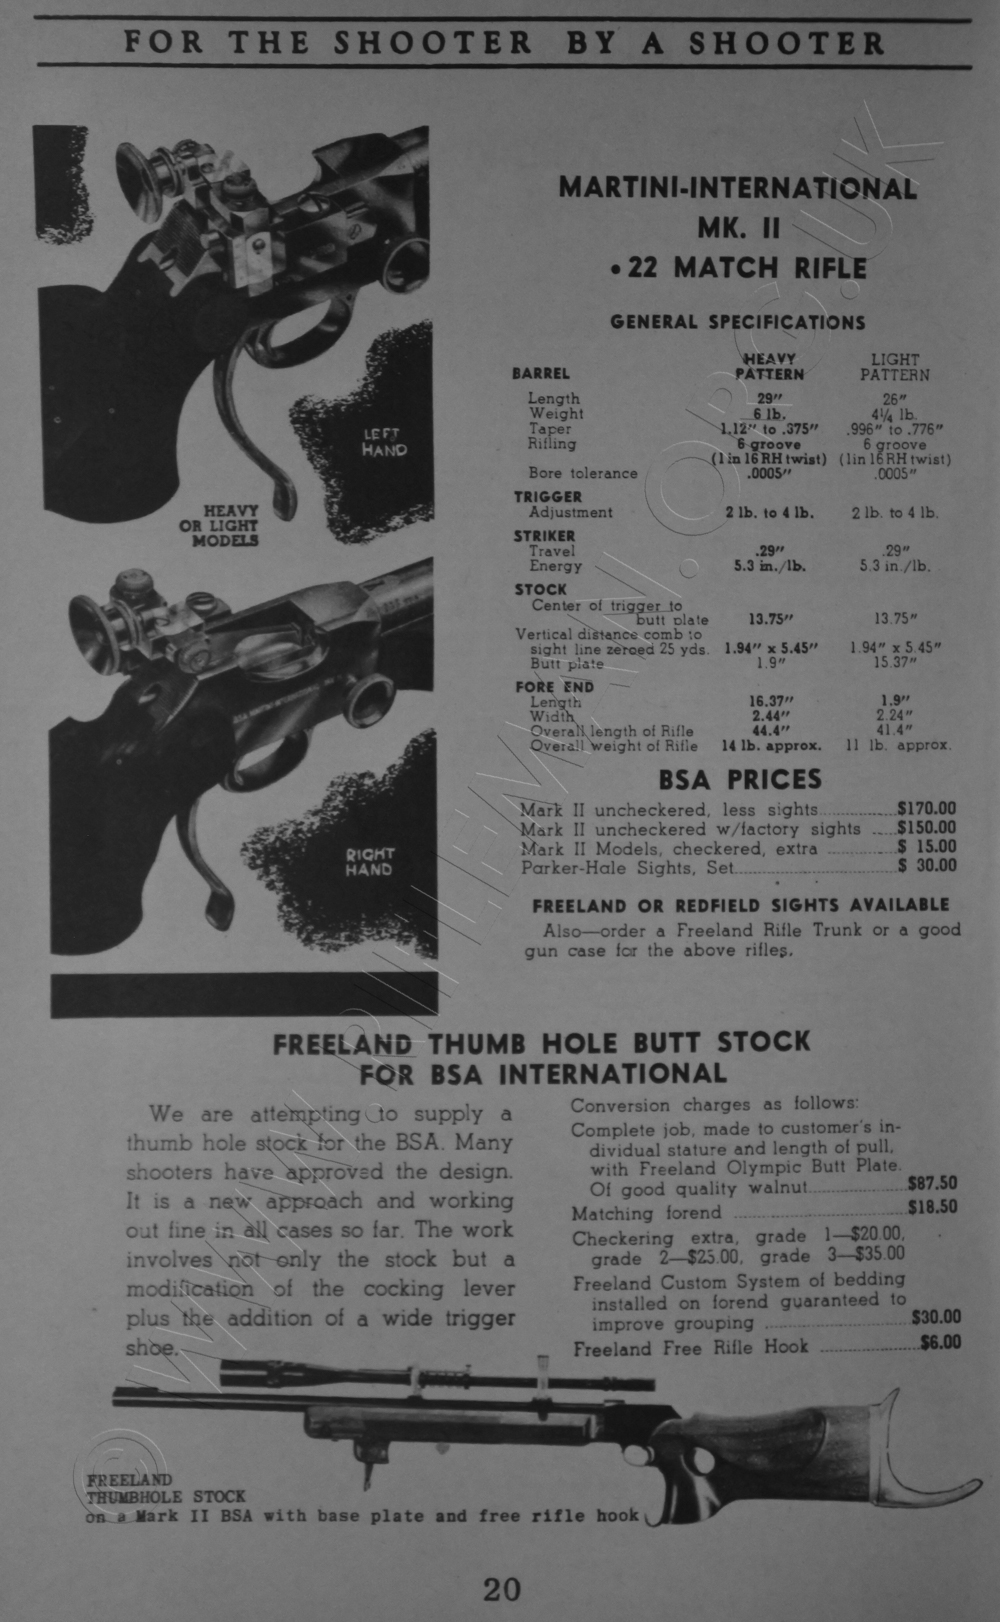 FOR THE SHOOTER BY A SHOOTER
LEFT
HAND
HEAVY
OR LIGHT
MODELS
RIGHT
HAND
MARTINI-INTERNATIONAL
MK. II
.22 MATCH RIFLE
GENERAL SPECIFICATIONS
BARREL HEAVY PATTERN LIGHT PATTERN
Length 29" 26"
Weight 6 lb. 4¼ lb.
Taper 1.12" to .875" .996" to .776"
Rifling 6 groove 6 groove
(1 in 16 RH twist) (1 in 16 RH twist)
Bore tolerance .0005" .0005"
TRIGGER
Adjustment 2 lb. to 4 lb. 2 lb. to 4 lb.
STRIKER
Travel .29" .29"
Energy 5.3 in./lb. 5.3 in./lb.
STOCK
Center of trigger to
butt plate 13.75" 13.75"
Vertical distance comb to
sight line zeroed 25 yds. 1.94" x 5.45" 1.94" x 5.45"
Butt plate 1.9" 15.37"
FORE END
Length 16.37" 1.9"
Width 2.44" 2.24"
Overall length of Rifle 44.4" 41.4"
Overall weight of Rifle 14 lb. approx. 11 lb. approx.
BSA PRICES
Mark II uncheckered, less sights $170.00
Mark II uncheckered w/factory sights $150.00
Mark II Models, checkered, extra $ 15.00
Parker-Hale Sights, Set $ 30.00
FREELAND OR REDFIELD SIGHTS AVAILABLE
Also—order a Freeland Rifle Trunk or a good
gun case for the above rifles.
FREELAND THUMB HOLE BUTT STOCK
FOR BSA INTERNATIONAL
We are attempting to supply a
thumb hole stock for the BSA. Many
shooters have approved the design.
It is a new approach and working
out fine in all cases so far. The work
involves not only the stock but a
modification of the cocking lever
plus the addition of a wide trigger
shoe.
Conversion charges as follows:
Complete job, made to customer's in-
dividual stature and length of pull,
with Freeland Olympic Butt Plate.
Of good quality walnut $87.50
Matching forend $18.50
Checkering extra, grade 1—$20.00,
grade 2—$25.00, grade 3—$35.00
Freeland Custom System of bedding
installed on forend guaranteed to
improve grouping $30.00
Freeland Free Rifle Hook $6.00
FREELAND
THUMBHOLE STOCK
on a Mark II BSA with base plate and free rifle hook
20